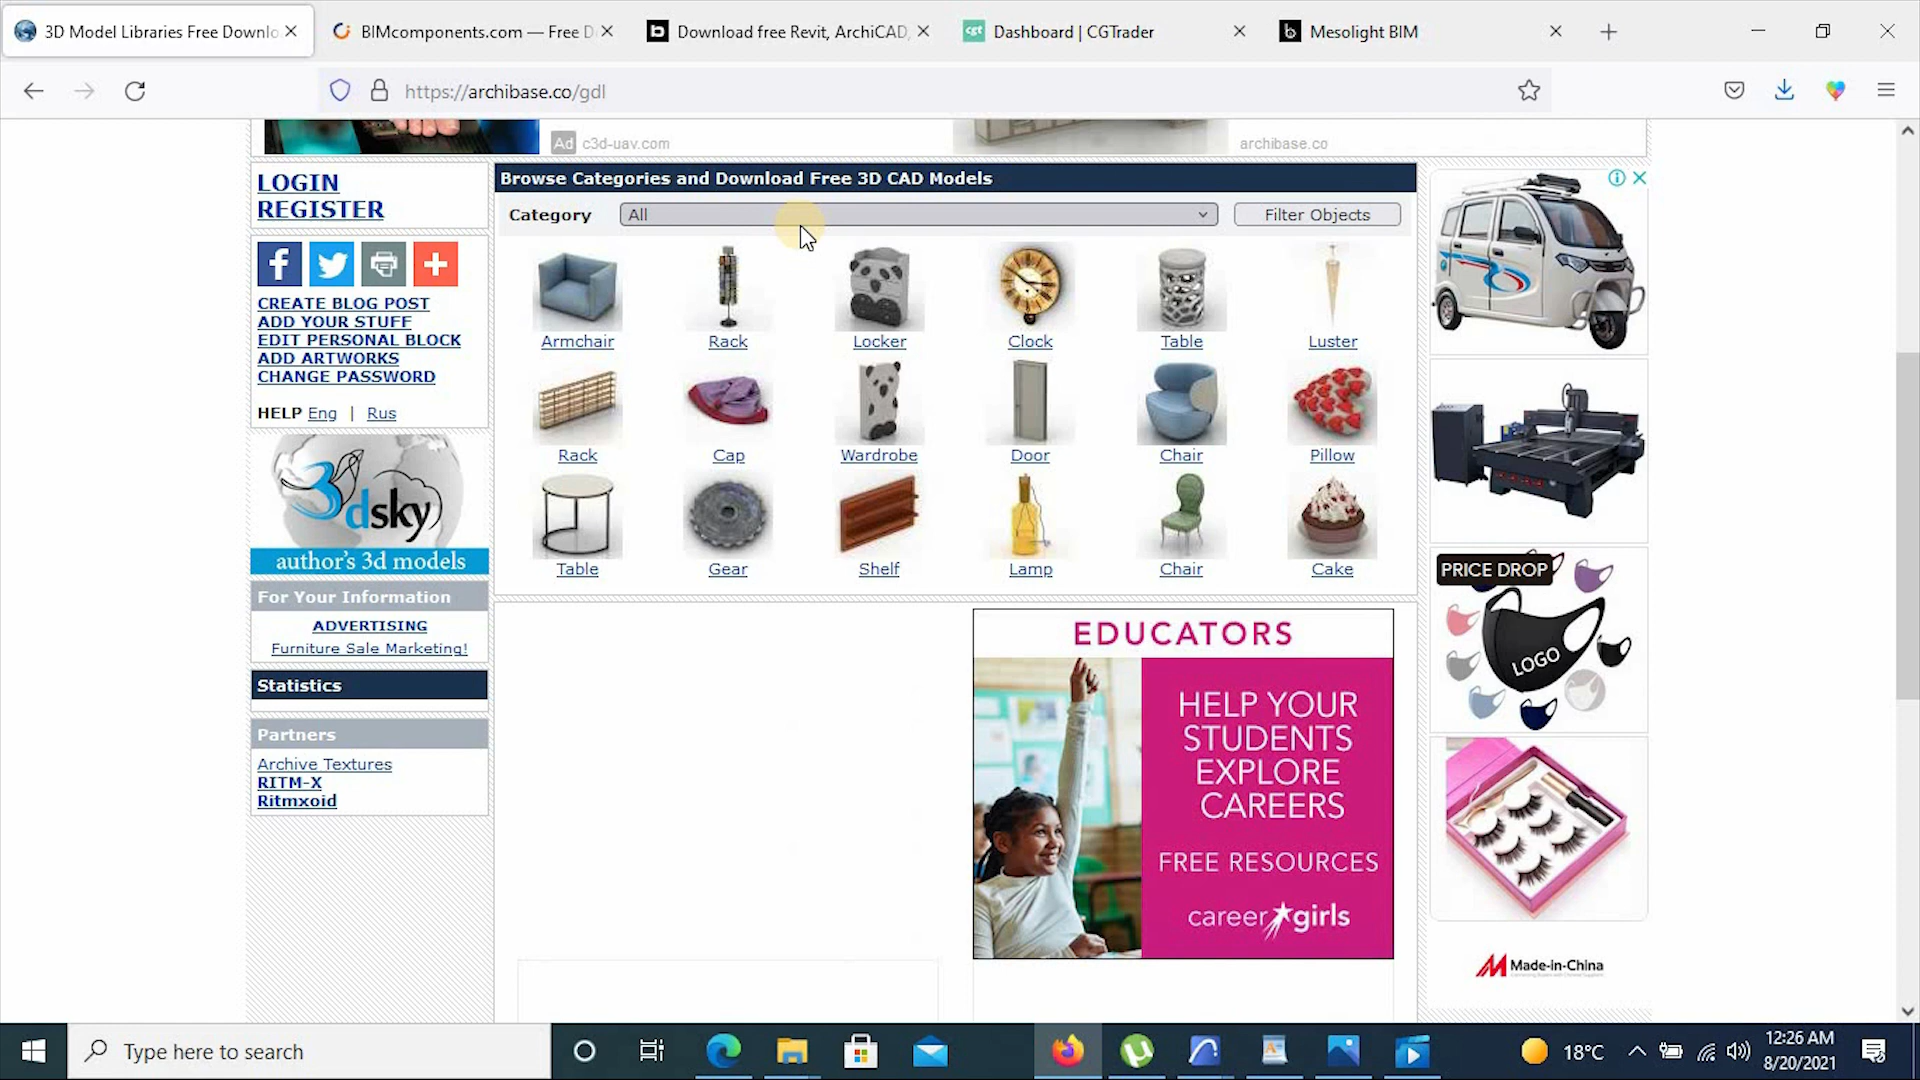 3D Model Libraries Free Downlo
BIMcomponents.com — Free D
Download free Revit, ArchiCAD,
cgt
Dashboard | CGTrader
Mesolight BIM
https://archibase.co/gdl
Ad c3d-uav.com
archibase.co
LOGIN
REGISTER
CREATE BLOG POST
ADD YOUR STUFF
EDIT PERSONAL BLOCK
ADD ARTWORKS
CHANGE PASSWORD
HELP Eng | Rus
3dsky
author's 3d models
For Your Information
ADVERTISING
Furniture Sale Marketing!
Statistics
Partners
Archive Textures
RITM-X
Ritmxoid
Browse Categories and Download Free 3D CAD Models
Category All Filter Objects
Armchair Rack Locker Clock Table Luster
Rack Cap Wardrobe Door Chair Pillow
Table Gear Shelf Lamp Chair Cake
EDUCATORS
HELP YOUR
STUDENTS
EXPLORE
CAREERS
FREE RESOURCES
career girls
PRICE DROP
LOGO
Made-in-China
Type here to search
18°C
12:26 AM
8/20/2021